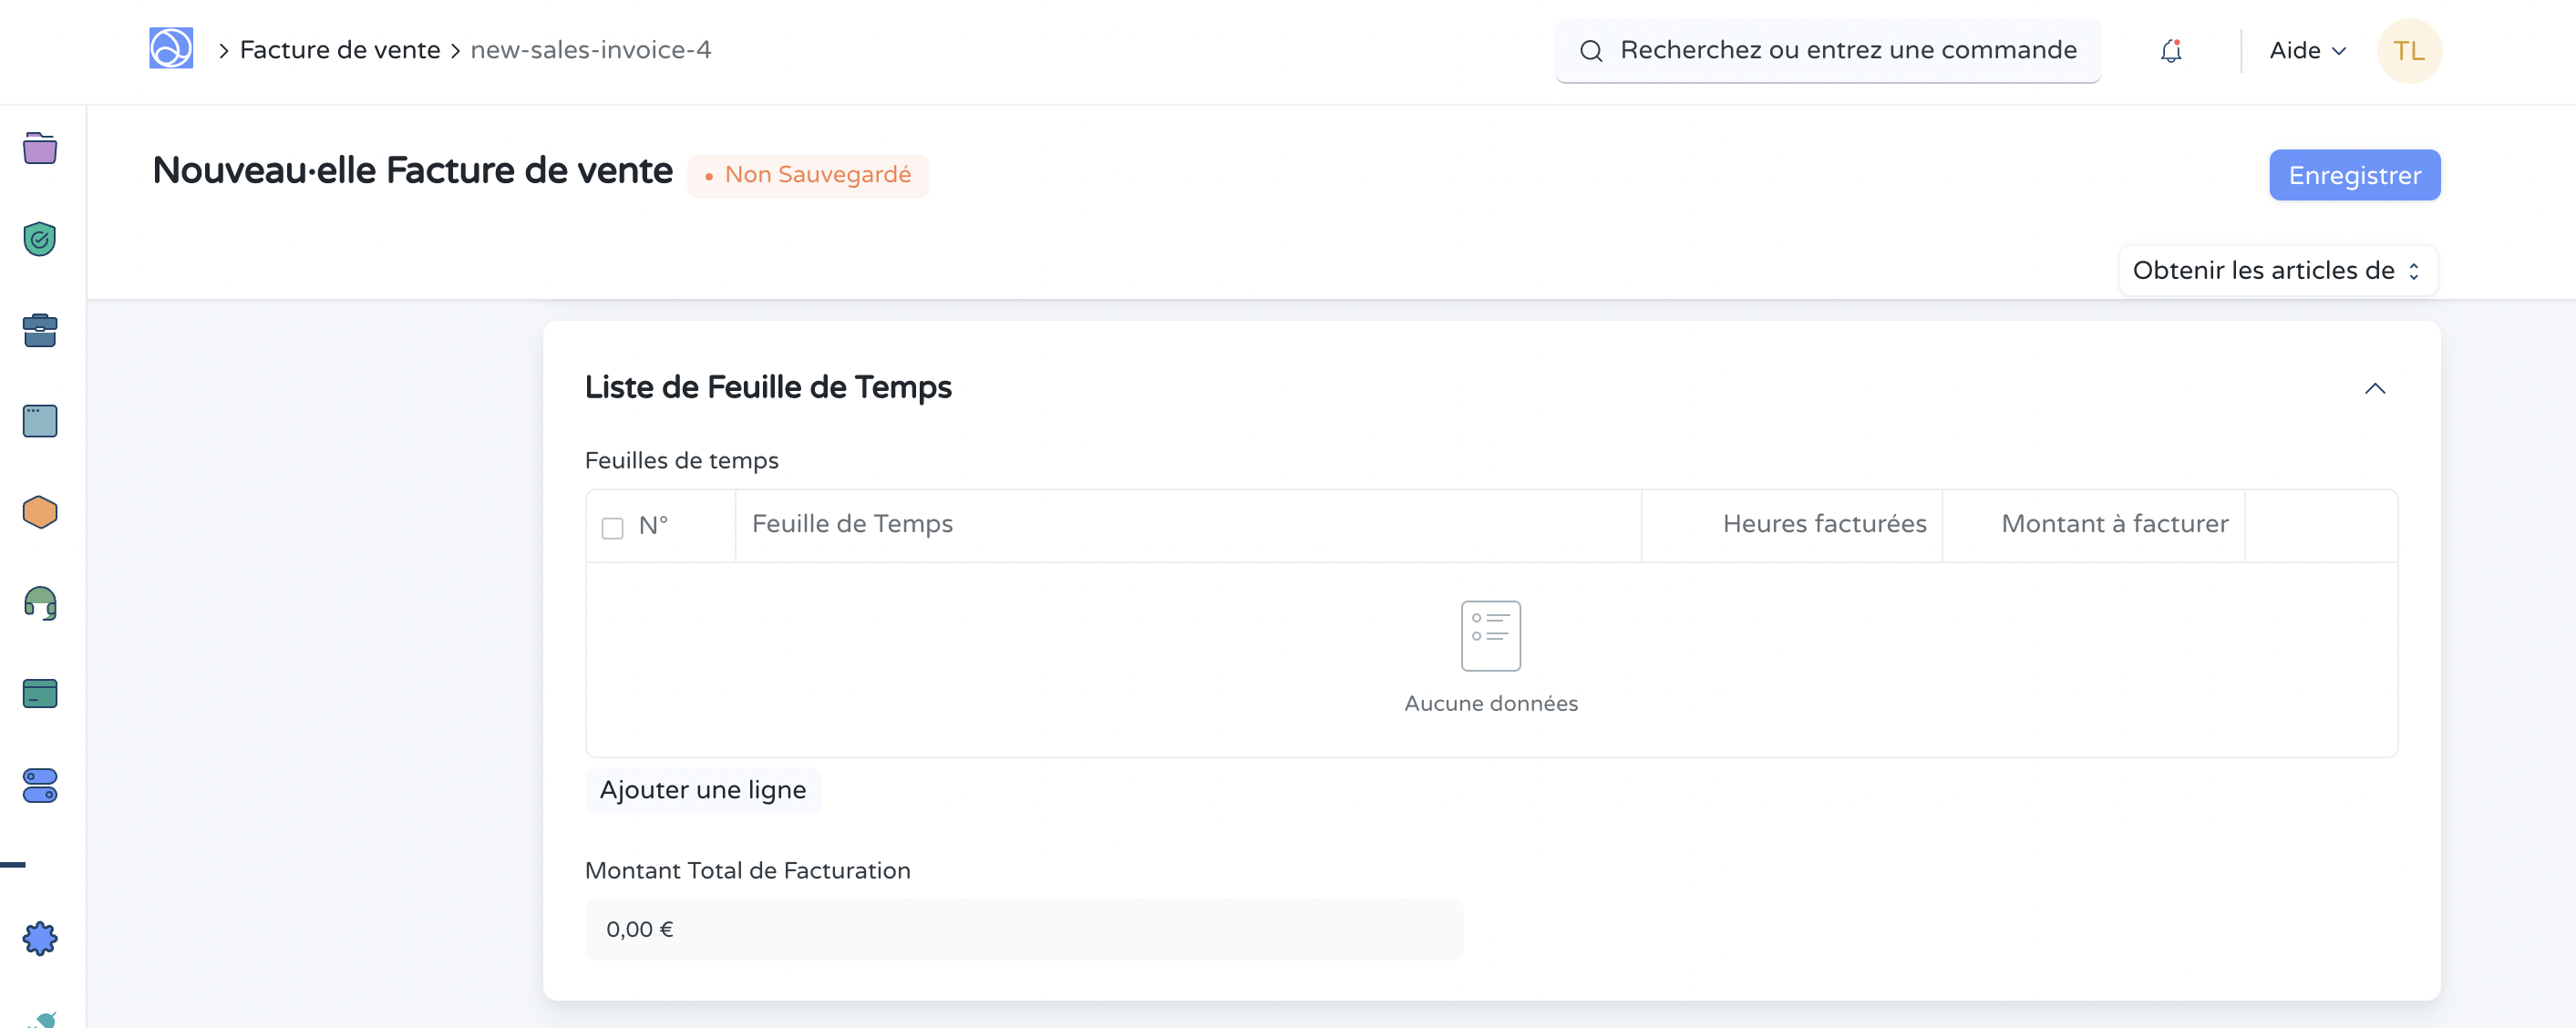 Facture de vente
new-sales-invoice-4
Recherchez ou entrez une commande
Aide
TL
Nouveau·elle Facture de vente
Non Sauvegardé
Enregistrer
Obtenir les articles de
Liste de Feuille de Temps
Feuilles de temps
N°
Feuille de Temps
Heures facturées
Montant à facturer
Aucune données
Ajouter une ligne
Montant Total de Facturation
0,00 €